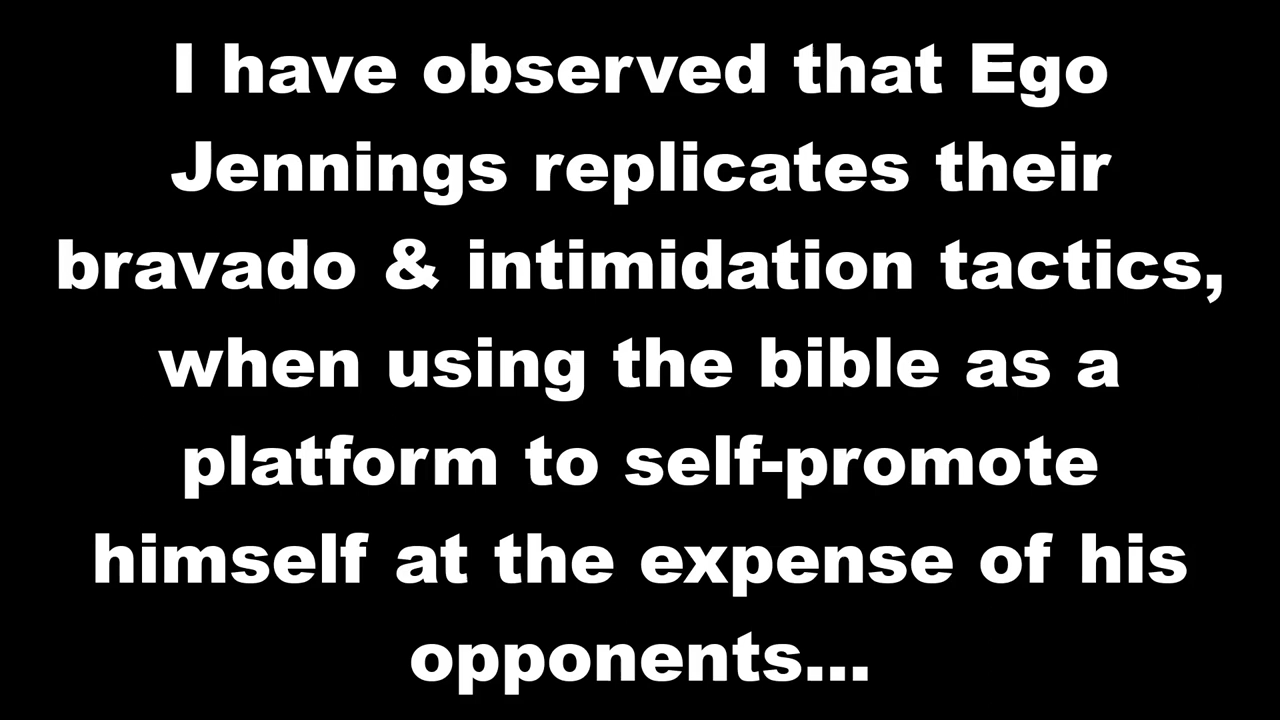 I have observed that Ego
Jennings replicates their
bravado & intimidation tactics,
when using the bible as a
platform to self-promote
himself at the expense of his
opponents...